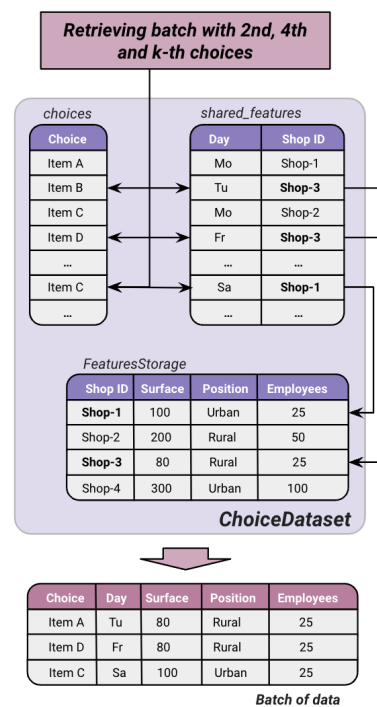 Retrieving batch with 2nd, 4th
and k-th choices
choices
shared_features
Choice
Day Shop ID
Item A Mo Shop-1
Item B Tu Shop-3
Item C Mo Shop-2
Item D Fr Shop-3
... ... ...
Item C Sa Shop-1
... ... ...
FeaturesStorage
Shop ID Surface Position Employees
Shop-1 100 Urban 25
Shop-2 200 Rural 50
Shop-3 80 Rural 25
Shop-4 300 Urban 100
ChoiceDataset
Choice Day Surface Position Employees
Item A Tu 80 Rural 25
Item D Fr 80 Rural 25
Item C Sa 100 Urban 25
Batch of data